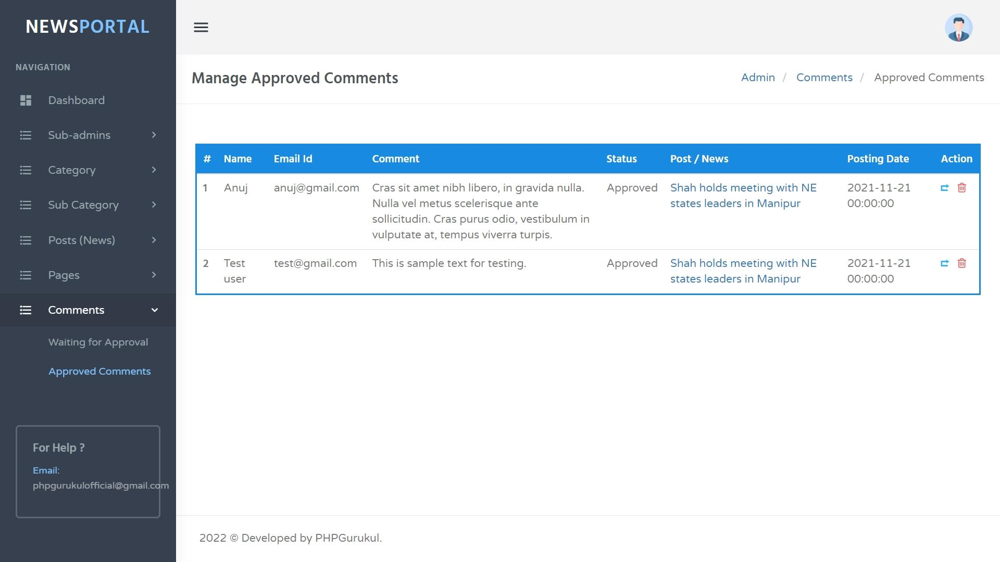 NEWSPORTAL
NAVIGATION
Dashboard
Sub-admins
Category
Sub Category
Posts (News)
Pages
Comments
Waiting for Approval
Approved Comments
For Help ?
Email:
phpgurukulofficial@gmail.com
Manage Approved Comments
Admin / Comments / Approved Comments
# Name Email Id Comment Status Post / News Posting Date Action
1 Anuj anuj@gmail.com Cras sit amet nibh libero, in gravida nulla. Approved Shah holds meeting with NE 2021-11-21
Nulla vel metus scelerisque ante states leaders in Manipur 00:00:00
sollicitudin. Cras purus odio, vestibulum in
vulputate at, tempus viverra turpis.
2 Test test@gmail.com This is sample text for testing. Approved Shah holds meeting with NE 2021-11-21
user states leaders in Manipur 00:00:00
2022 © Developed by PHPGurukul.